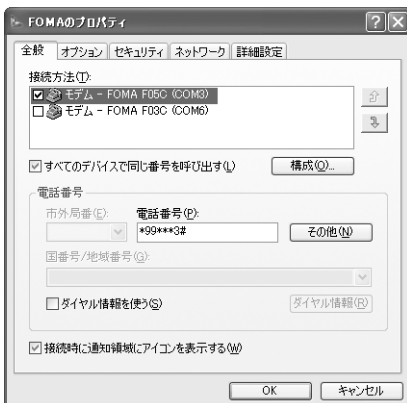 FOMAのプロパティ
全般 オプション セキュリティ ネットワーク 詳細設定
接続方法(T):
モデム - FOMA F05C (COM3)
モデム - FOMA F03C (COM6)
すべてのデバイスで同じ番号を呼び出す(L) 構成(O)...
電話番号
市外局番(E): 電話番号(P):
*99***3# その他(N)
国番号/地域番号(G):
ダイヤル情報を使う(S) ダイヤル情報(R)
接続時に通知領域にアイコンを表示する(W)
OK キャンセル